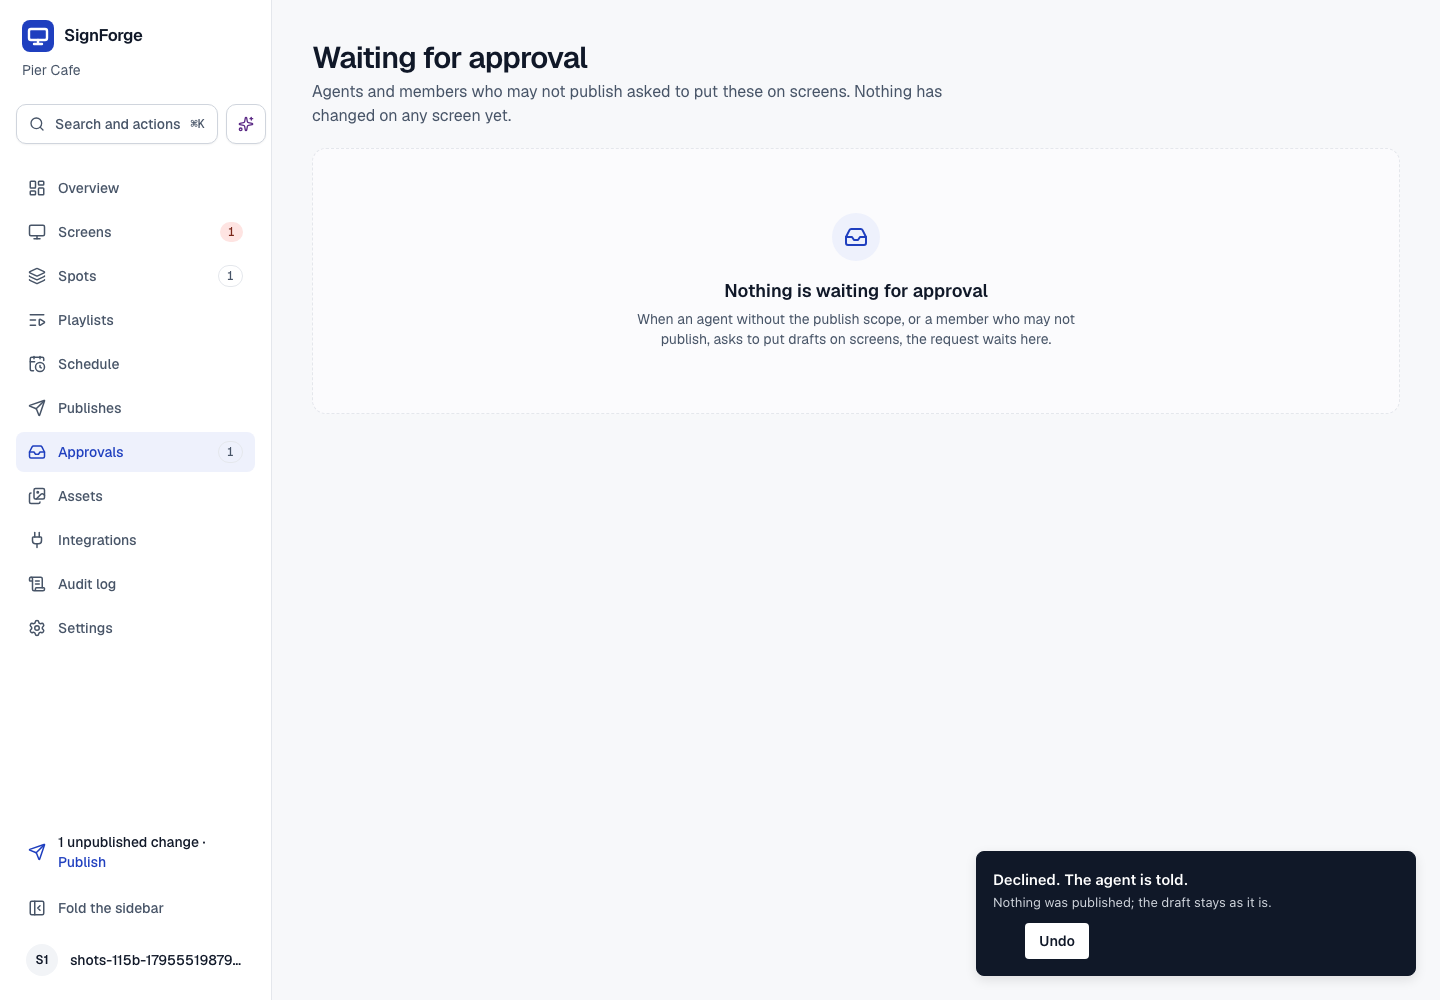 SignForge
Pier Cafe
Search and actions ⌘K
Overview
Screens 1
Spots 1
Playlists
Schedule
Publishes
Approvals 1
Assets
Integrations
Audit log
Settings
1 unpublished change ·
Publish
Fold the sidebar
S1 shots-115b-17955519879…
Waiting for approval
Agents and members who may not publish asked to put these on screens. Nothing has
changed on any screen yet.
Nothing is waiting for approval
When an agent without the publish scope, or a member who may not
publish, asks to put drafts on screens, the request waits here.
Declined. The agent is told.
Nothing was published; the draft stays as it is.
Undo